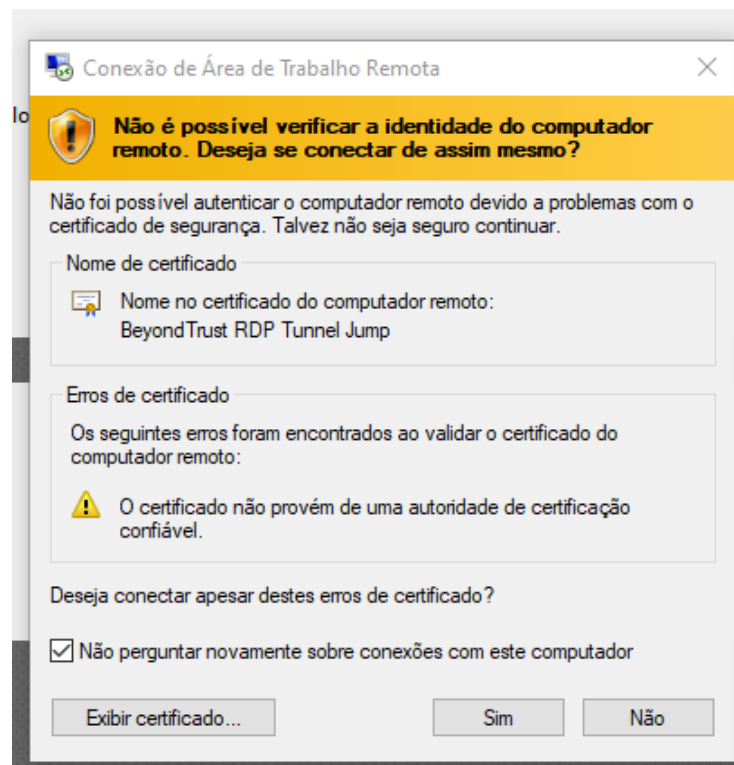 Conexão de Área de Trabalho Remota
lo
Não é possível verificar a identidade do computador
remoto. Deseja se conectar de assim mesmo?
Não foi possível autenticar o computador remoto devido a problemas com o
certificado de segurança. Talvez não seja seguro continuar.
Nome de certificado
Nome no certificado do computador remoto:
BeyondTrust RDP Tunnel Jump
Erros de certificado
Os seguintes erros foram encontrados ao validar o certificado do
computador remoto:
O certificado não provém de uma autoridade de certificação
confiável.
Deseja conectar apesar destes erros de certificado?
Não perguntar novamente sobre conexões com este computador
Exibir certificado...
Sim
Não